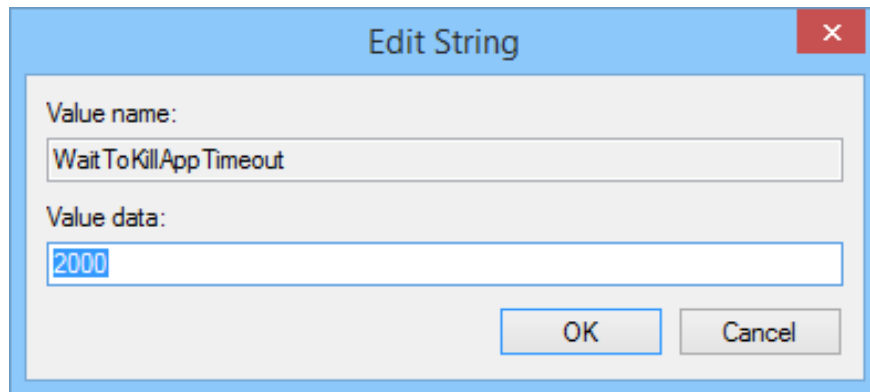 Edit String
Value name:
WaitToKillAppTimeout
Value data:
2000
OK Cancel